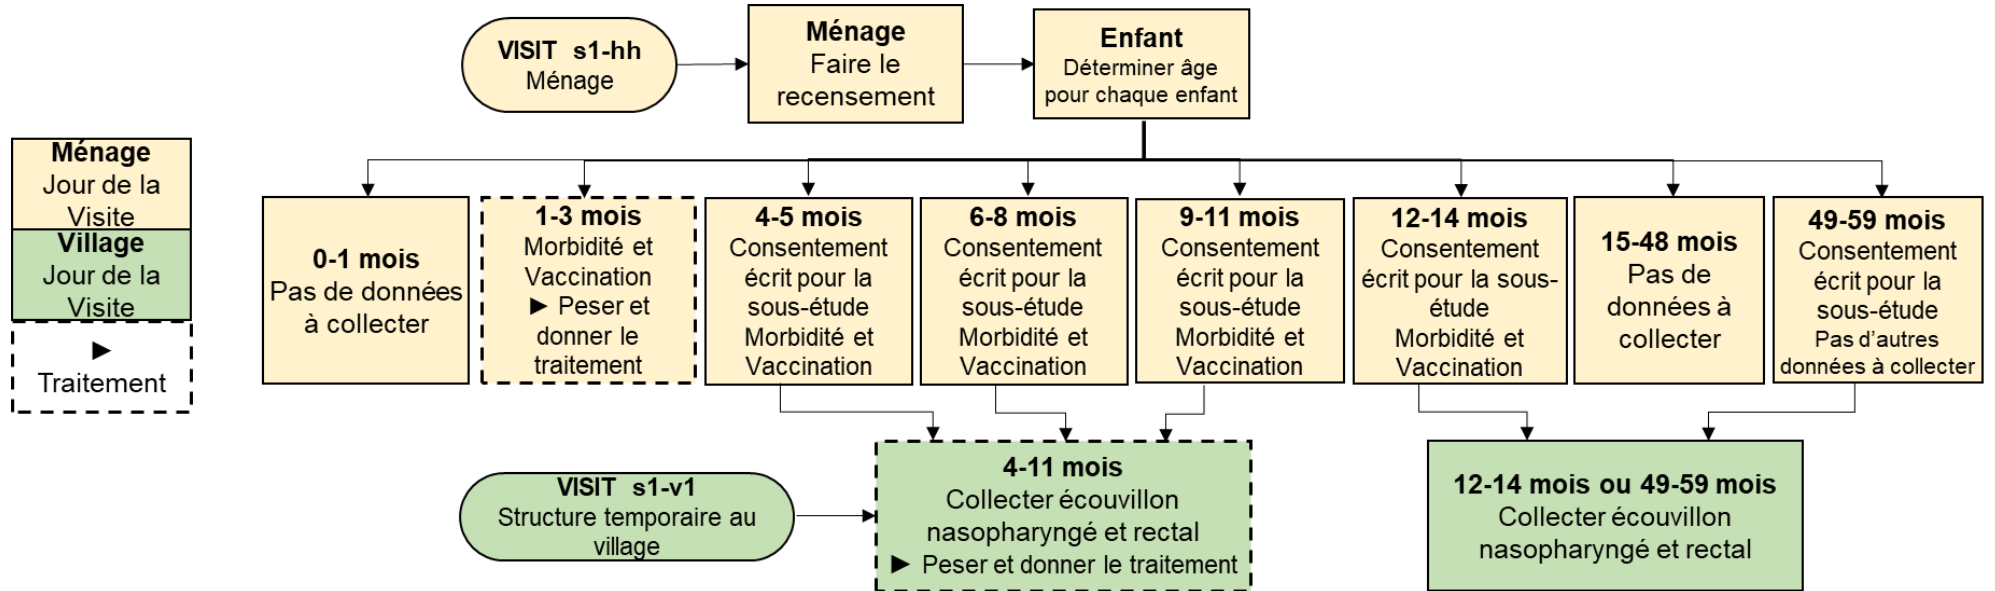 VISIT s1-hh
Ménage
Ménage
Faire le
recensement
Enfant
Déterminer âge
pour chaque enfant
Ménage
Jour de la
Visite
Village
Jour de la
Visite
►
Traitement
0-1 mois
Pas de données
à collecter
1-3 mois
Morbidité et
Vaccination
► Peser et
donner le
traitement
4-5 mois
Consentement
écrit pour la
sous-étude
Morbidité et
Vaccination
6-8 mois
Consentement
écrit pour la
sous-étude
Morbidité et
Vaccination
9-11 mois
Consentement
écrit pour la
sous-étude
Morbidité et
Vaccination
12-14 mois
Consentement
écrit pour la sous-
étude
Morbidité et
Vaccination
15-48 mois
Pas de
données à
collecter
49-59 mois
Consentement
écrit pour la
sous-étude
Pas d’autres
données à collecter
VISIT s1-v1
Structure temporaire au
village
4-11 mois
Collecter écouvillon
nasopharyngé et rectal
► Peser et donner le traitement
12-14 mois ou 49-59 mois
Collecter écouvillon
nasopharyngé et rectal